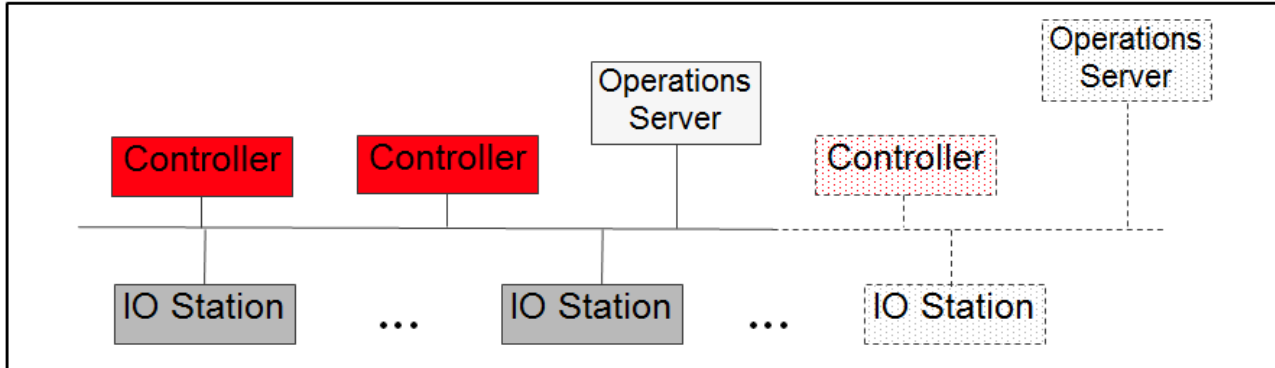 Operations
Server
Operations
Server
Controller
Controller
Controller
IO Station
...
IO Station
...
IO Station